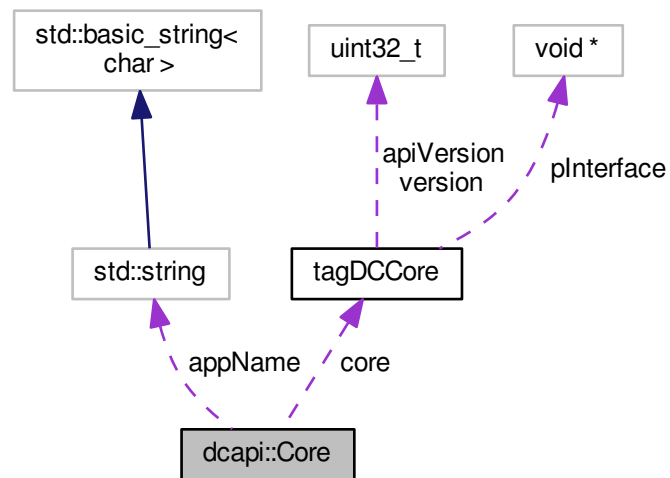 std::basic_string<
char >
uint32_t
void *
apiVersion
version
pInterface
std::string
tagDCCore
appName
core
dcapi::Core